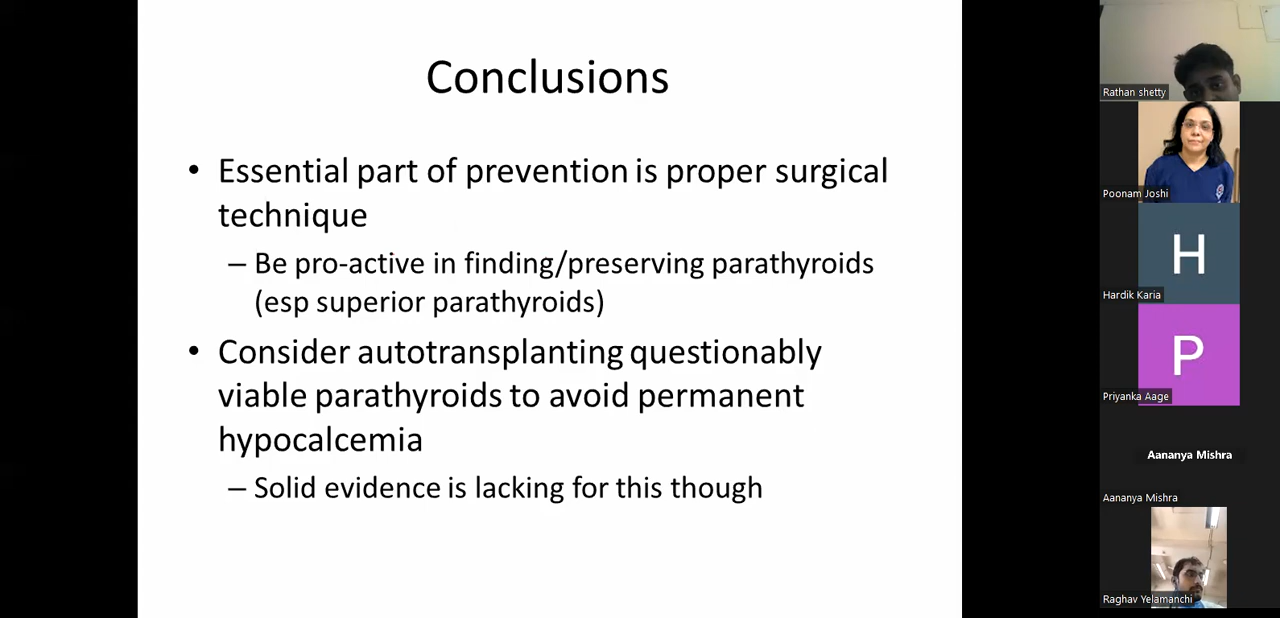 Conclusions
• Essential part of prevention is proper surgical
technique
– Be pro-active in finding/preserving parathyroids
(esp superior parathyroids)
• Consider autotransplanting questionably
viable parathyroids to avoid permanent
hypocalcemia
– Solid evidence is lacking for this though
Rathan shetty
Poonam Joshi
H
Hardik Karia
P
Priyanka Aage
Aananya Mishra
Aananya Mishra
Raghav Yelamanchi